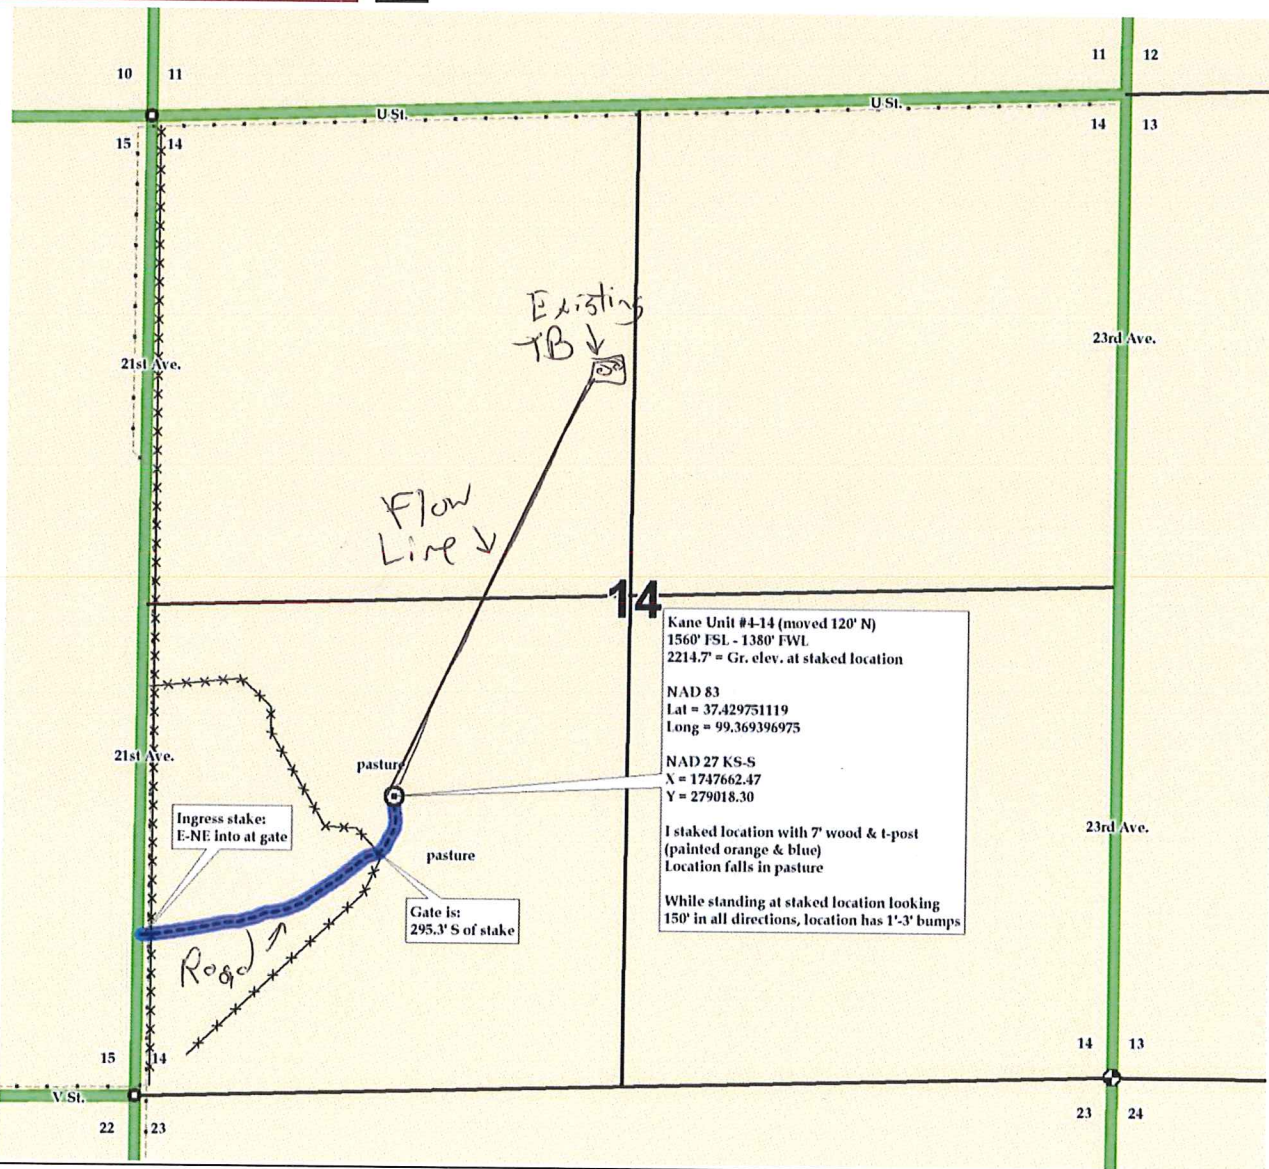 10 11
11 12
U St.
U St.
15 14
14 13
Existing
TB
21st Ave.
23rd Ave.
Flow
Line
14
Kane Unit #4-14 (moved 120' N)
1560' FSL - 1380' FWL
2214.7' = Gr. elev. at staked location
NAD 83
Lat = 37.429751119
Long = 99.369396975
NAD 27 KS-S
X = 1747662.47
Y = 279018.30
I staked location with 7' wood & t-post
(painted orange & blue)
Location falls in pasture
While standing at staked location looking
150' in all directions, location has 1'-3' bumps
21st Ave.
pasture
Ingress stake:
E-NE into at gate
pasture
23rd Ave.
Gate is:
295.3' S of stake
Road
15 14
14 13
V St.
22 23
23 24